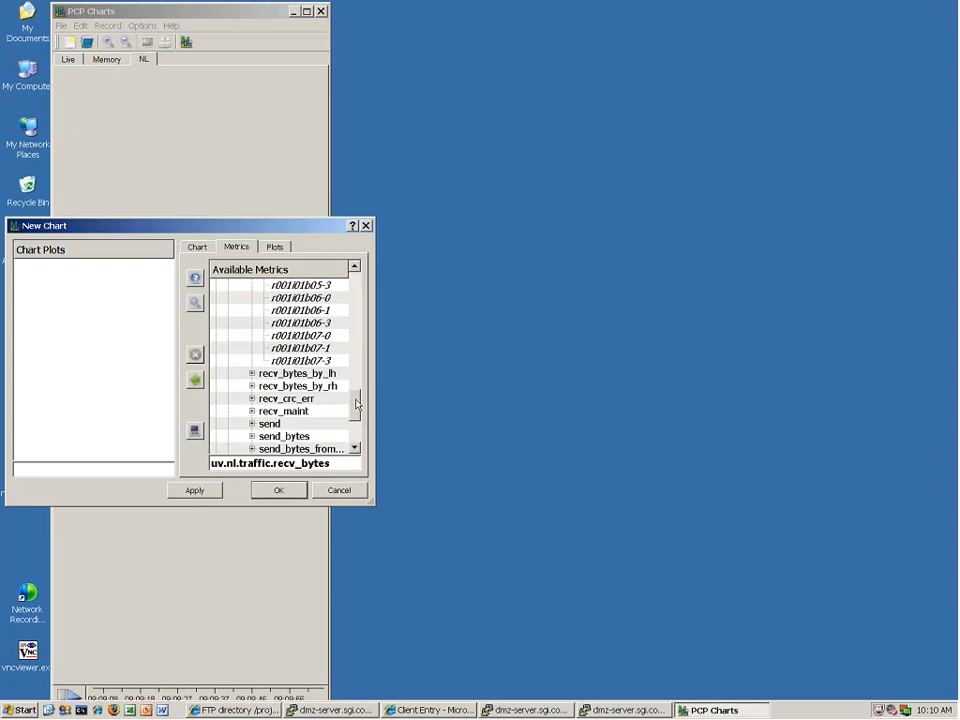 My
Documents
My Compute
My Network
Places
Recycle Bin
Network
Recordi...
vncviewer.ex
PCP Charts
File Edit Record Options Help
Live Memory NL
New Chart
Chart Plots
Chart Metrics Plots
Available Metrics
r001i01b05-3
r001i01b06-0
r001i01b06-1
r001i01b06-3
r001i01b07-0
r001i01b07-1
r001i01b07-3
recv_bytes_by_lh
recv_bytes_by_rh
recv_crc_err
recv_maint
send
send_bytes
send_bytes_from...
uv.nl.traffic.recv_bytes
Apply OK Cancel
Start FTP directory /proj... dmz-server.sgi.co... Client Entry - Micro... dmz-server.sgi.co... dmz-server.sgi.co... PCP Charts 10:10 AM